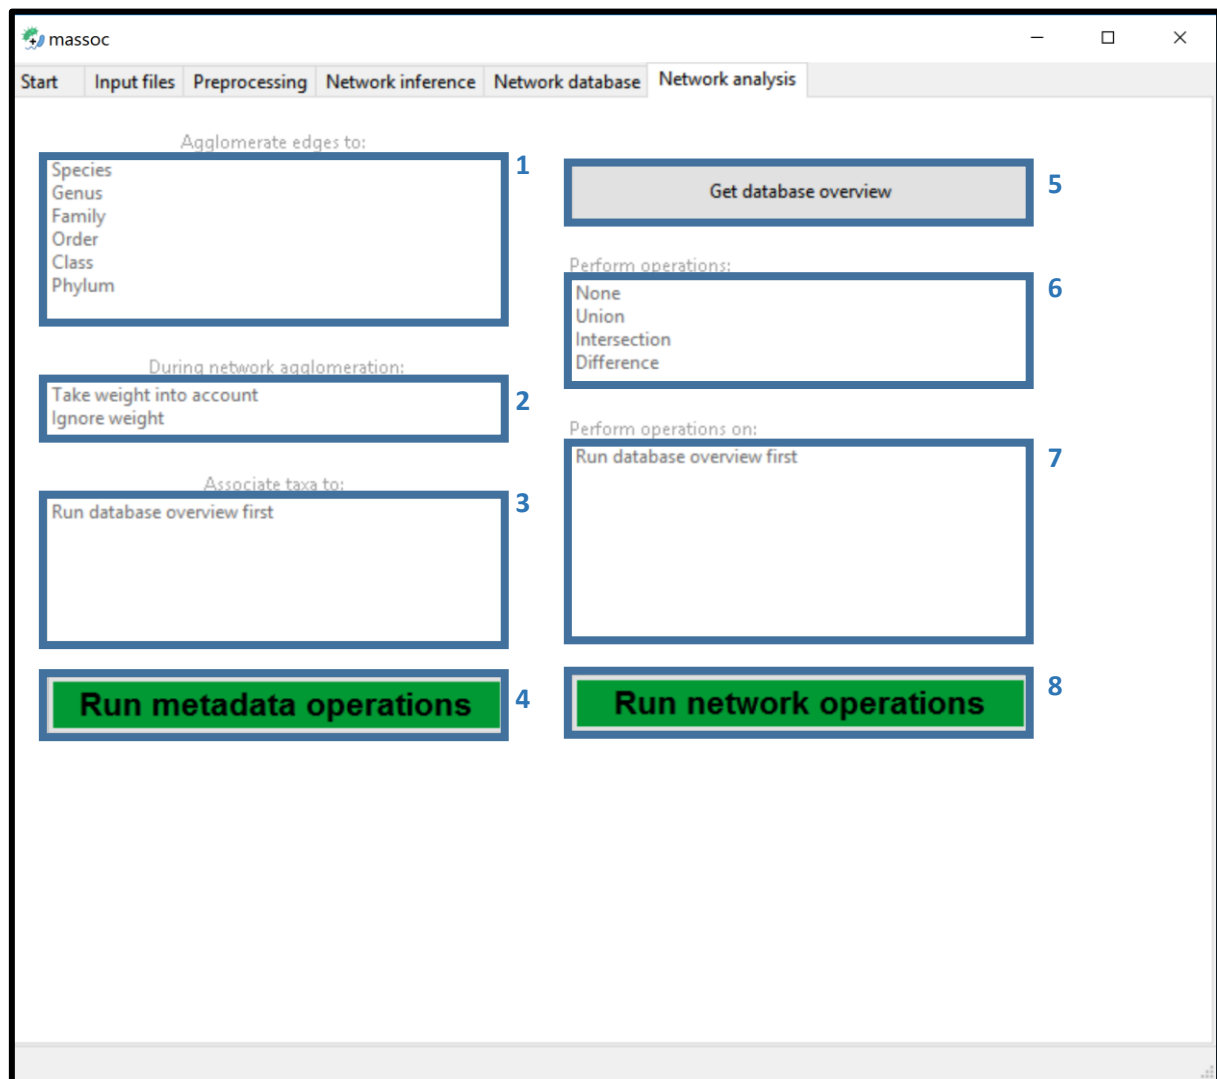 massoc
Start Input files Preprocessing Network inference Network database Network analysis
Agglomerate edges to:
1
Species
Genus
Family
Order
Class
Phylum
During network agglomeration:
2
Take weight into account
Ignore weight
Associate taxa to:
3
Run database overview first
Run metadata operations
4
Get database overview
5
Perform operations:
6
None
Union
Intersection
Difference
Perform operations on:
7
Run database overview first
Run network operations
8